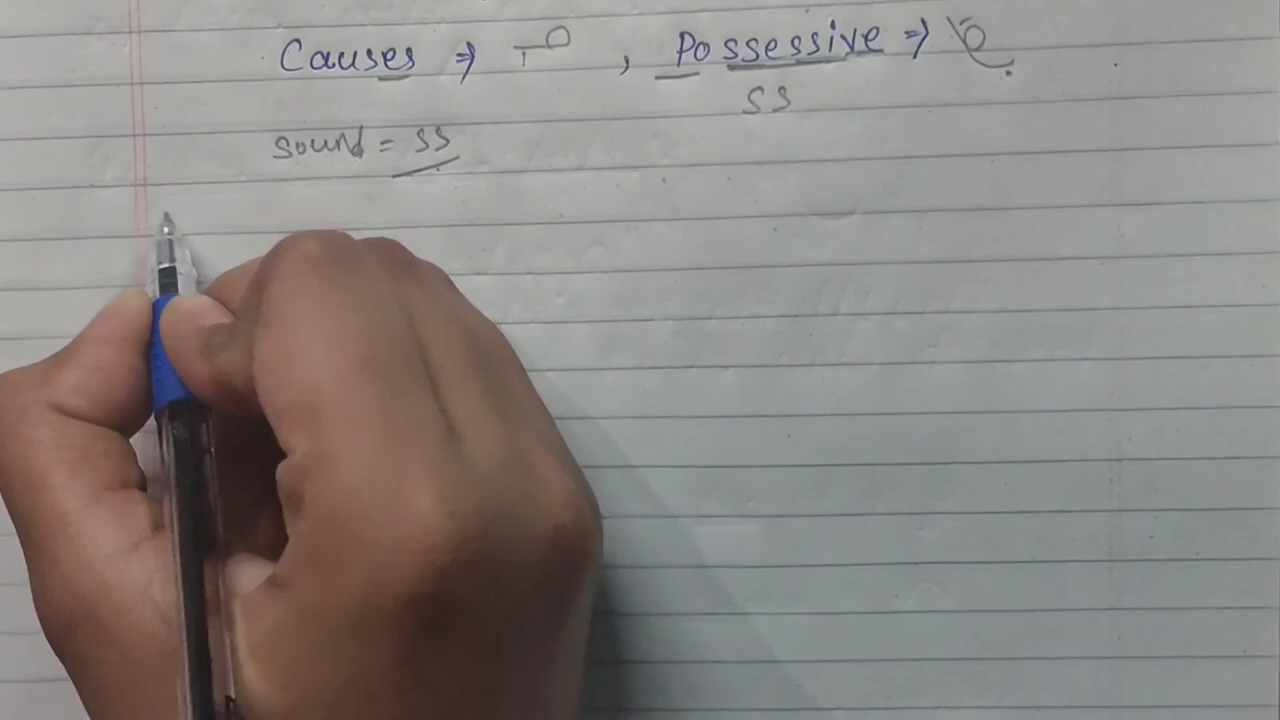 Causes ⇒ , Possessive ⇒
ss
sound = ss